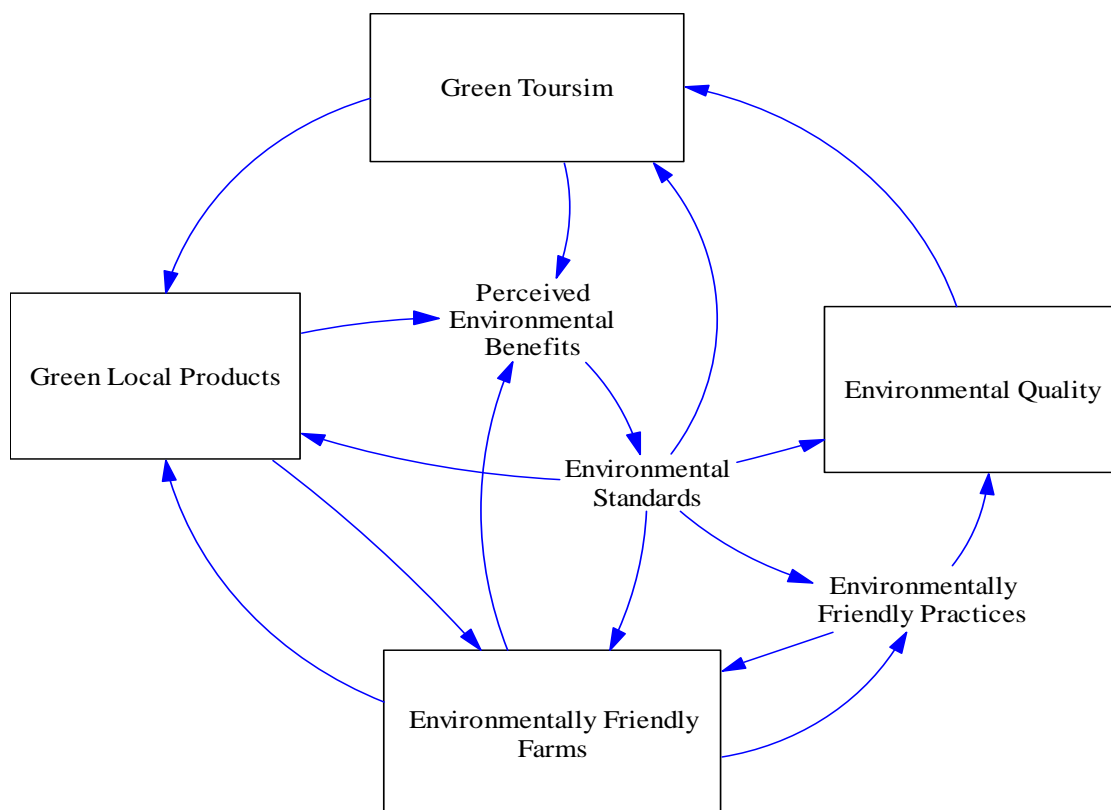 Green Toursim
Perceived
Environmental
Benefits
Green Local Products
Environmental Quality
Environmental
Standards
Environmentally
Friendly Practices
Environmentally Friendly
Farms